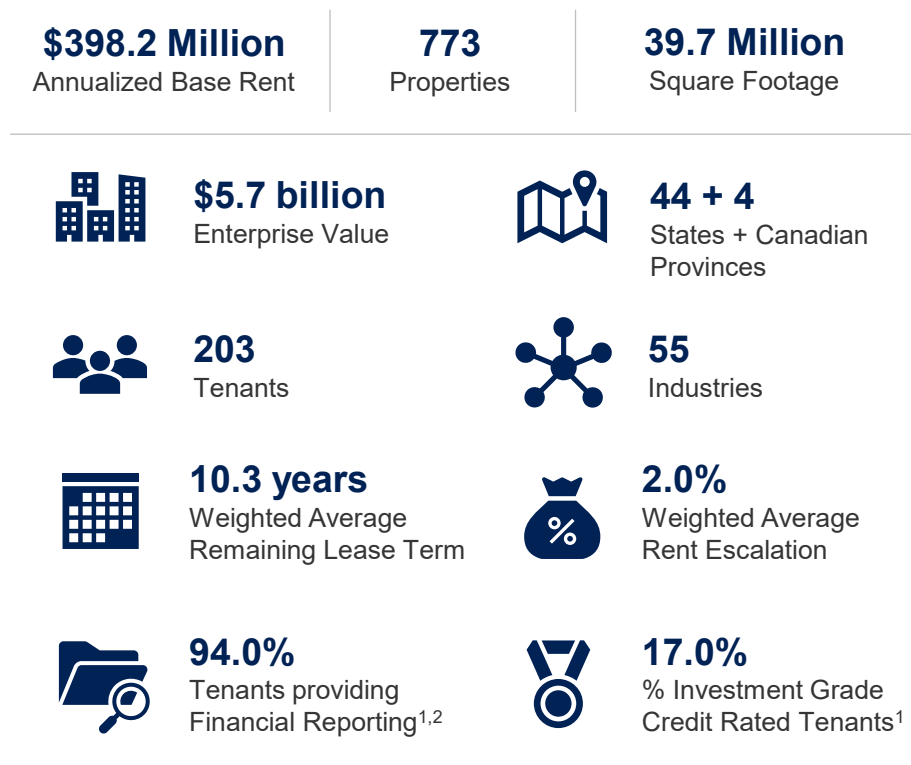 $398.2 Million
Annualized Base Rent
773
Properties
39.7 Million
Square Footage
$5.7 billion
Enterprise Value
44 + 4
States + Canadian
Provinces
203
Tenants
55
Industries
10.3 years
Weighted Average
Remaining Lease Term
2.0%
Weighted Average
Rent Escalation
94.0%
Tenants providing
Financial Reporting1,2
17.0%
% Investment Grade
Credit Rated Tenants1